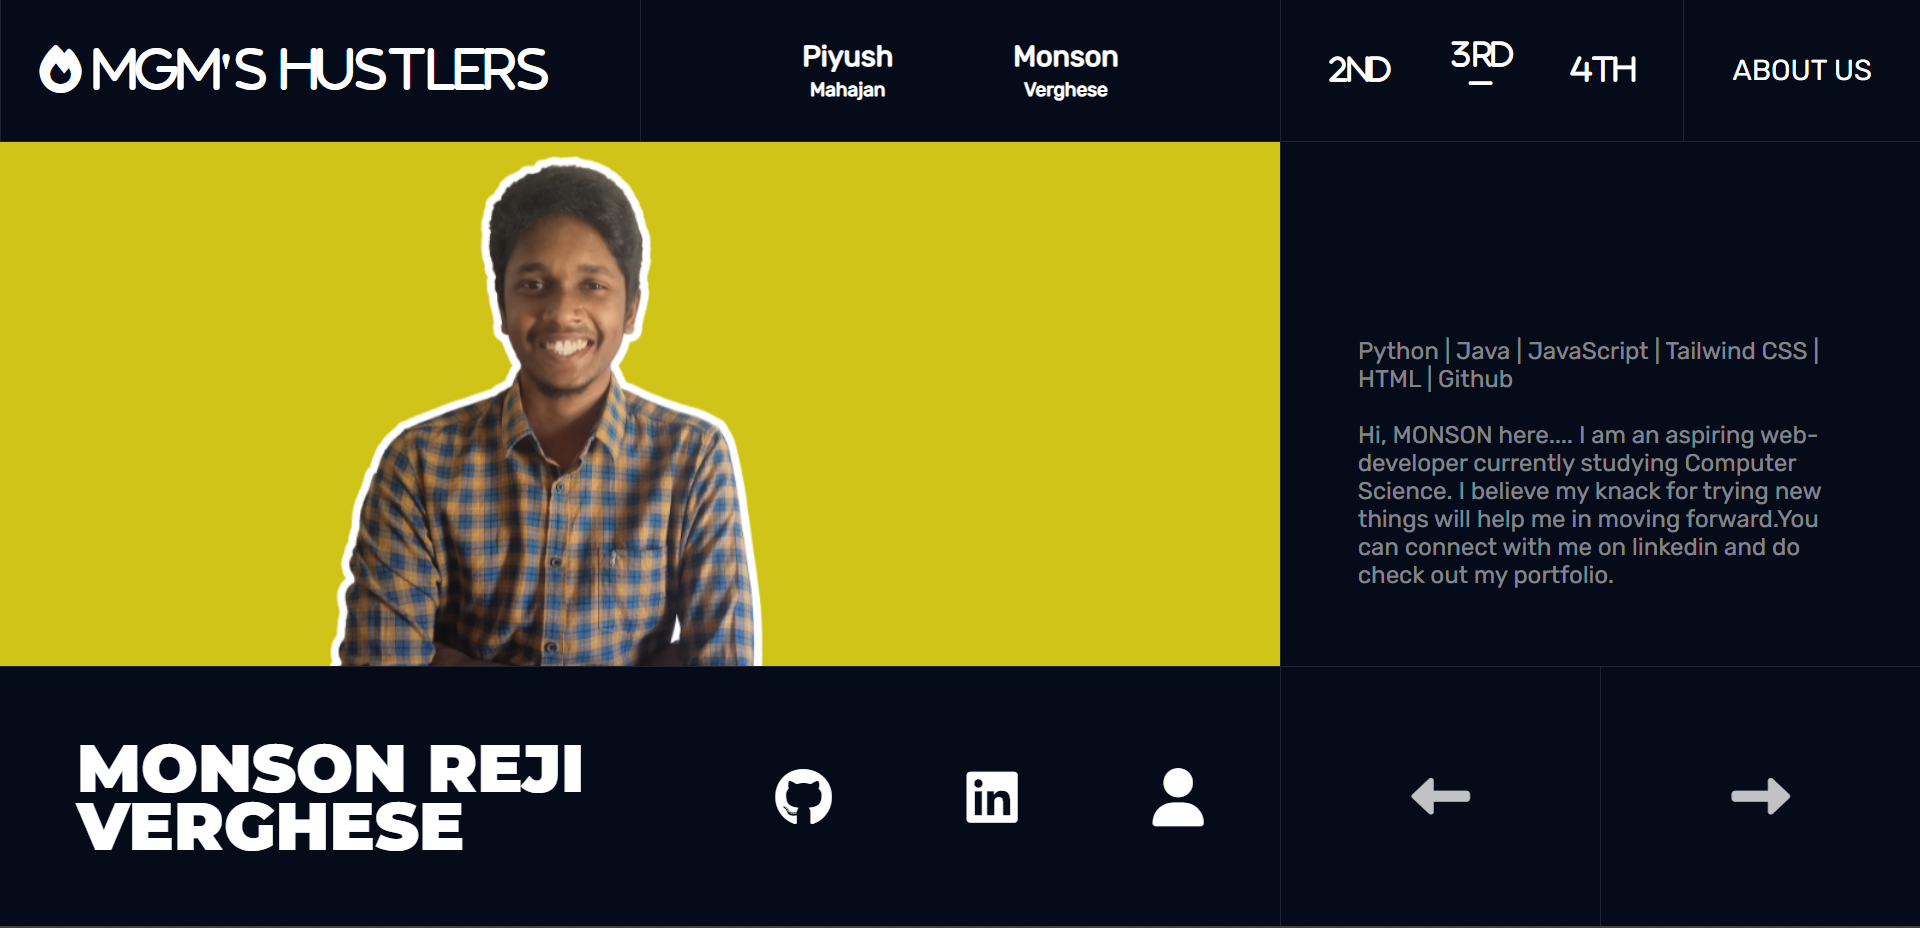 MGM'S HUSTLERS
Piyush
Mahajan
Monson
Verghese
2ND
3RD
4TH
ABOUT US
Python | Java | JavaScript | Tailwind CSS |
HTML | Github
Hi, MONSON here.... I am an aspiring web-
developer currently studying Computer
Science. I believe my knack for trying new
things will help me in moving forward.You
can connect with me on linkedin and do
check out my portfolio.
MONSON REJI
VERGHESE
in